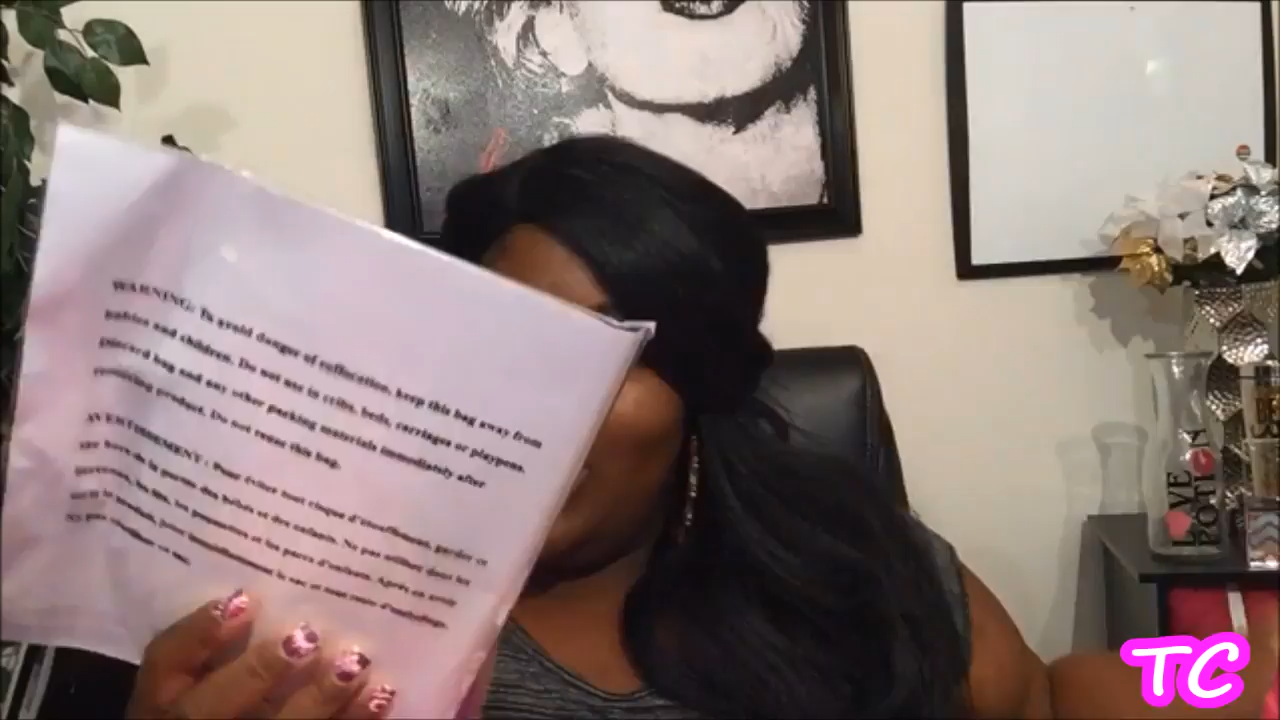 WARNING: To avoid danger of suffocation, keep this bag away from
babies and children. Do not use in cribs, beds, carriages or playpens.
Discard bag and any other packing materials immediately after
removing product. Do not reuse this bag.
AVERTISSEMENT : Pour éviter tout risque d'étouffement, garder ce
sac hors de la portée des bébés et des enfants. Ne pas utiliser dans les
berceaux, les lits, les poussettes et les parcs d'enfants. Après en avoir
sorti le produit, jeter immédiatement le sac et tout autre d'emballage.
Ne pas réutiliser ce sac.
L VE
POTION
TC